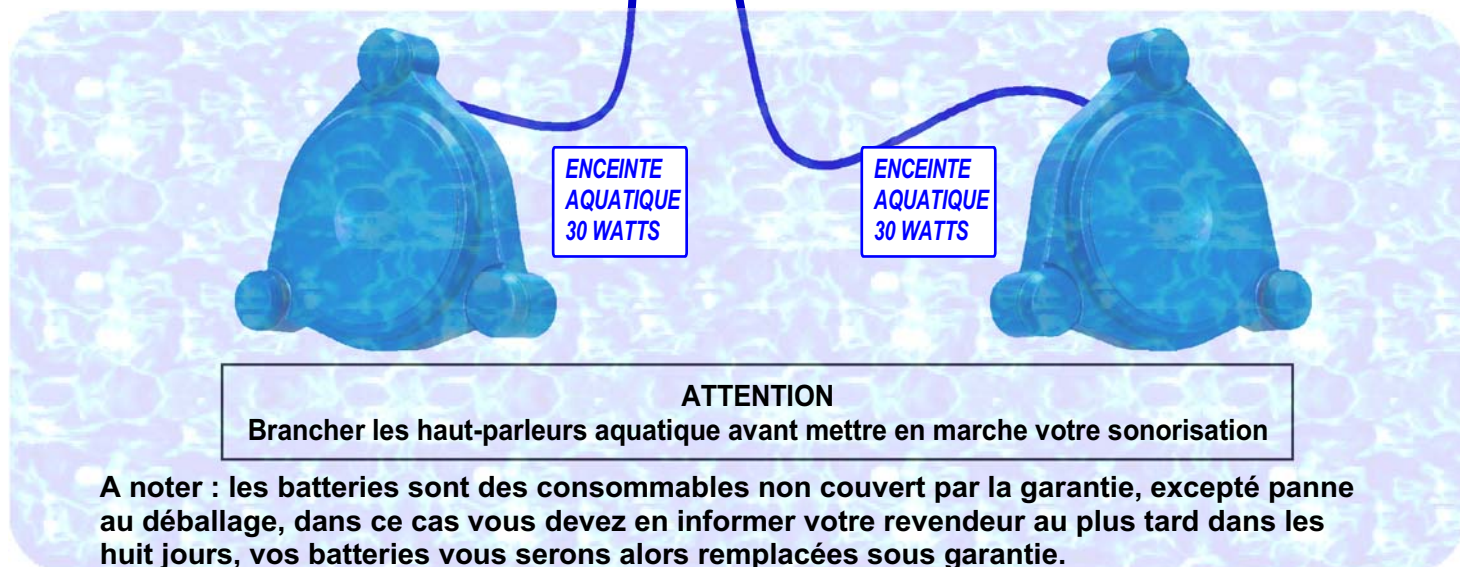 ENCEINTE
AQUATIQUE
30 WATTS
ENCEINTE
AQUATIQUE
30 WATTS
ATTENTION
Brancher les haut-parleurs aquatique avant mettre en marche votre sonorisation
A noter : les batteries sont des consommables non couvert par la garantie, excepté panne
au déballage, dans ce cas vous devez en informer votre revendeur au plus tard dans les
huit jours, vos batteries vous serons alors remplacées sous garantie.